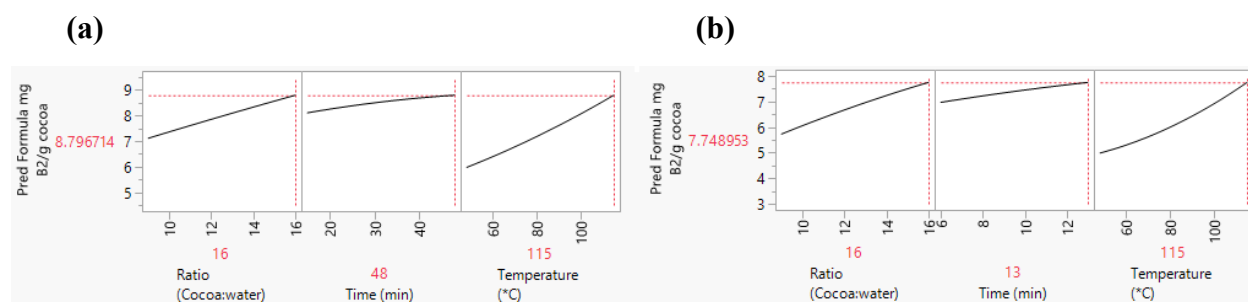 (a)
Pred Formula mg
B2/g cocoa
8.796714
9
8
7
6
5
10
12
14
16
20
30
40
60
80
100
16
48
115
Ratio
(Cocoa:water)
Time (min)
Temperature
(*C)
(b)
Pred Formula mg
B2/g cocoa
7.748953
8
7
6
5
4
3
10
12
14
16
6
8
10
12
60
80
100
16
13
115
Ratio
(Cocoa:water)
Time (min)
Temperature
(*C)